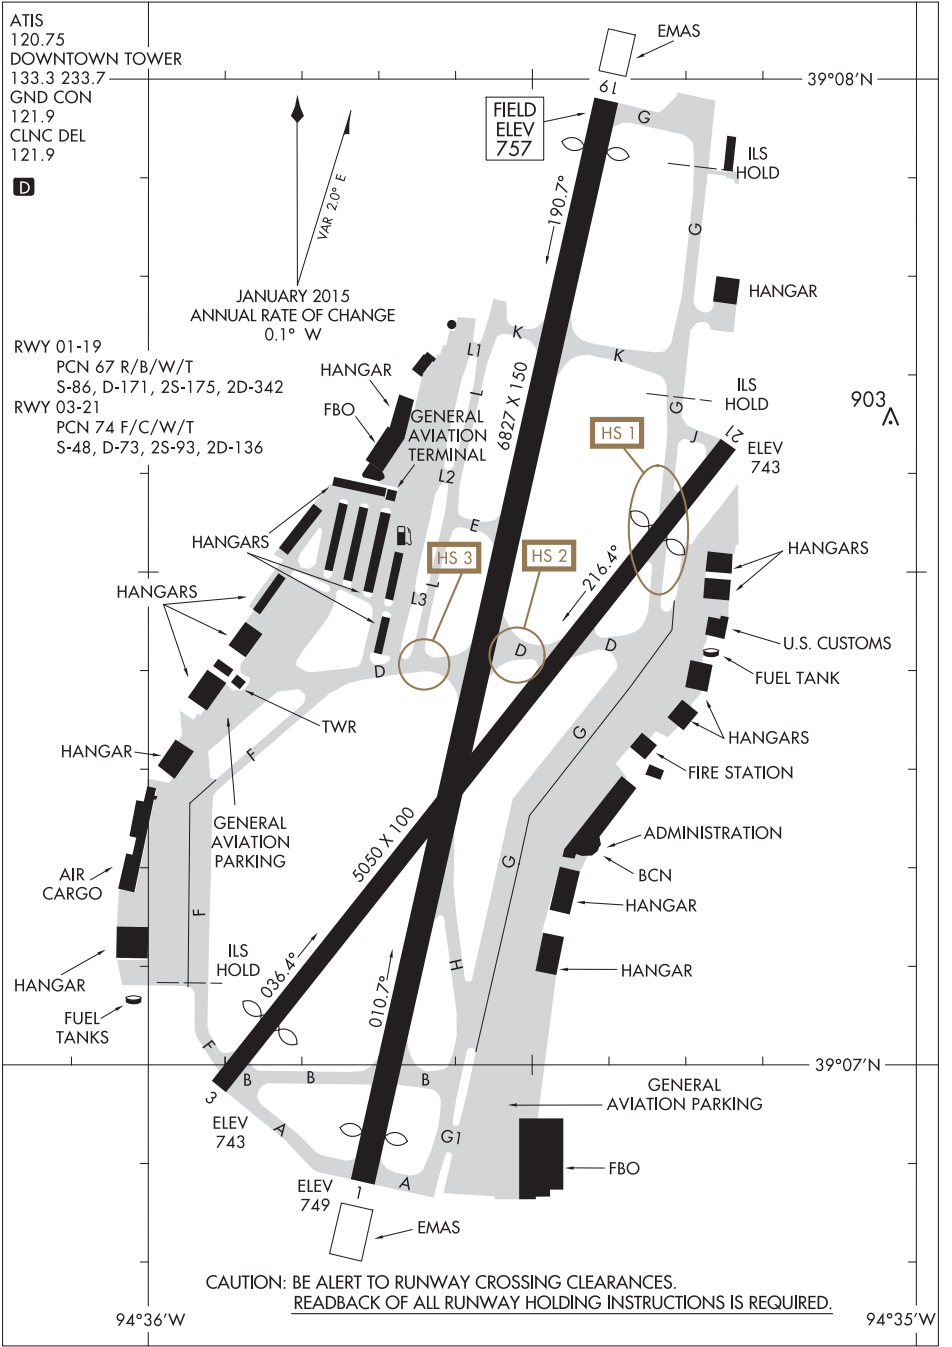 ATIS
120.75
DOWNTOWN TOWER
133.3 233.7
GND CON
121.9
CLNC DEL
121.9
D
EMAS
39°08'N
19
G
FIELD
ELEV
757
ILS
HOLD
VAR 2.0° E
190.7°
G
JANUARY 2015
ANNUAL RATE OF CHANGE
0.1° W
HANGAR
RWY 01-19
PCN 67 R/B/W/T
S-86, D-171, 2S-175, 2D-342
RWY 03-21
PCN 74 F/C/W/T
S-48, D-73, 2S-93, 2D-136
K
L1
K
HANGAR
FBO
L
6827 X 150
ILS
HOLD
G
903
GENERAL
AVIATION
TERMINAL
HS 1
J
21
ELEV
743
L2
E
HANGARS
HS 3
HS 2
216.4°
HANGARS
HANGARS
L
L3
D
D
D
U.S. CUSTOMS
FUEL TANK
TWR
G
HANGARS
HANGAR
F
FIRE STATION
GENERAL
AVIATION
PARKING
5050 X 100
ADMINISTRATION
G
BCN
AIR
CARGO
HANGAR
F
ILS
HOLD
036.4°
010.7°
H
HANGAR
HANGAR
FUEL
TANKS
F
B
B
B
39°07'N
3
ELEV
743
A
GENERAL
AVIATION PARKING
G1
FBO
ELEV
749
1
A
EMAS
CAUTION: BE ALERT TO RUNWAY CROSSING CLEARANCES.
READBACK OF ALL RUNWAY HOLDING INSTRUCTIONS IS REQUIRED.
94°36'W
94°35'W